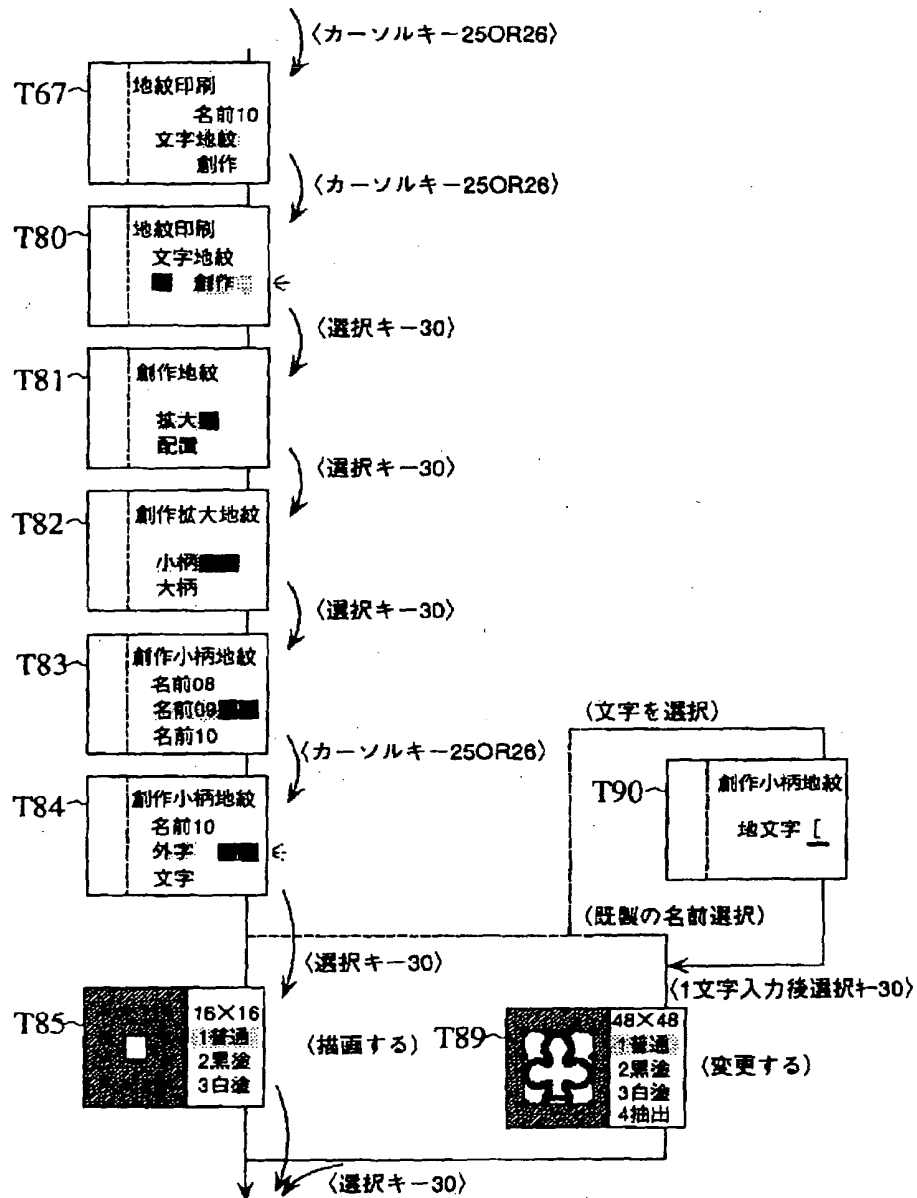 〈カーソルキー25OR26〉
T67
地紋印刷
名前10
文字地紋
創作
〈カーソルキー25OR26〉
T80
地紋印刷
文字地紋
創作
〈選択キー30〉
T81
創作地紋
拡大
配置
〈選択キー30〉
T82
創作拡大地紋
小柄
大柄
〈選択キー30〉
T83
創作小柄地紋
名前08
名前09
名前10
〈カーソルキー25OR26〉
T84
創作小柄地紋
名前10
外字
文字
(文字を選択)
T90
創作小柄地紋
地文字 [
(既製の名前選択)
〈選択キー30〉
〈1文字入力後選択キー30〉
T85
16×16
1普通
2黒塗
3白塗
(描画する)
T89
48×48
1普通
2黒塗
3白塗
4抽出
(変更する)
〈選択キー30〉